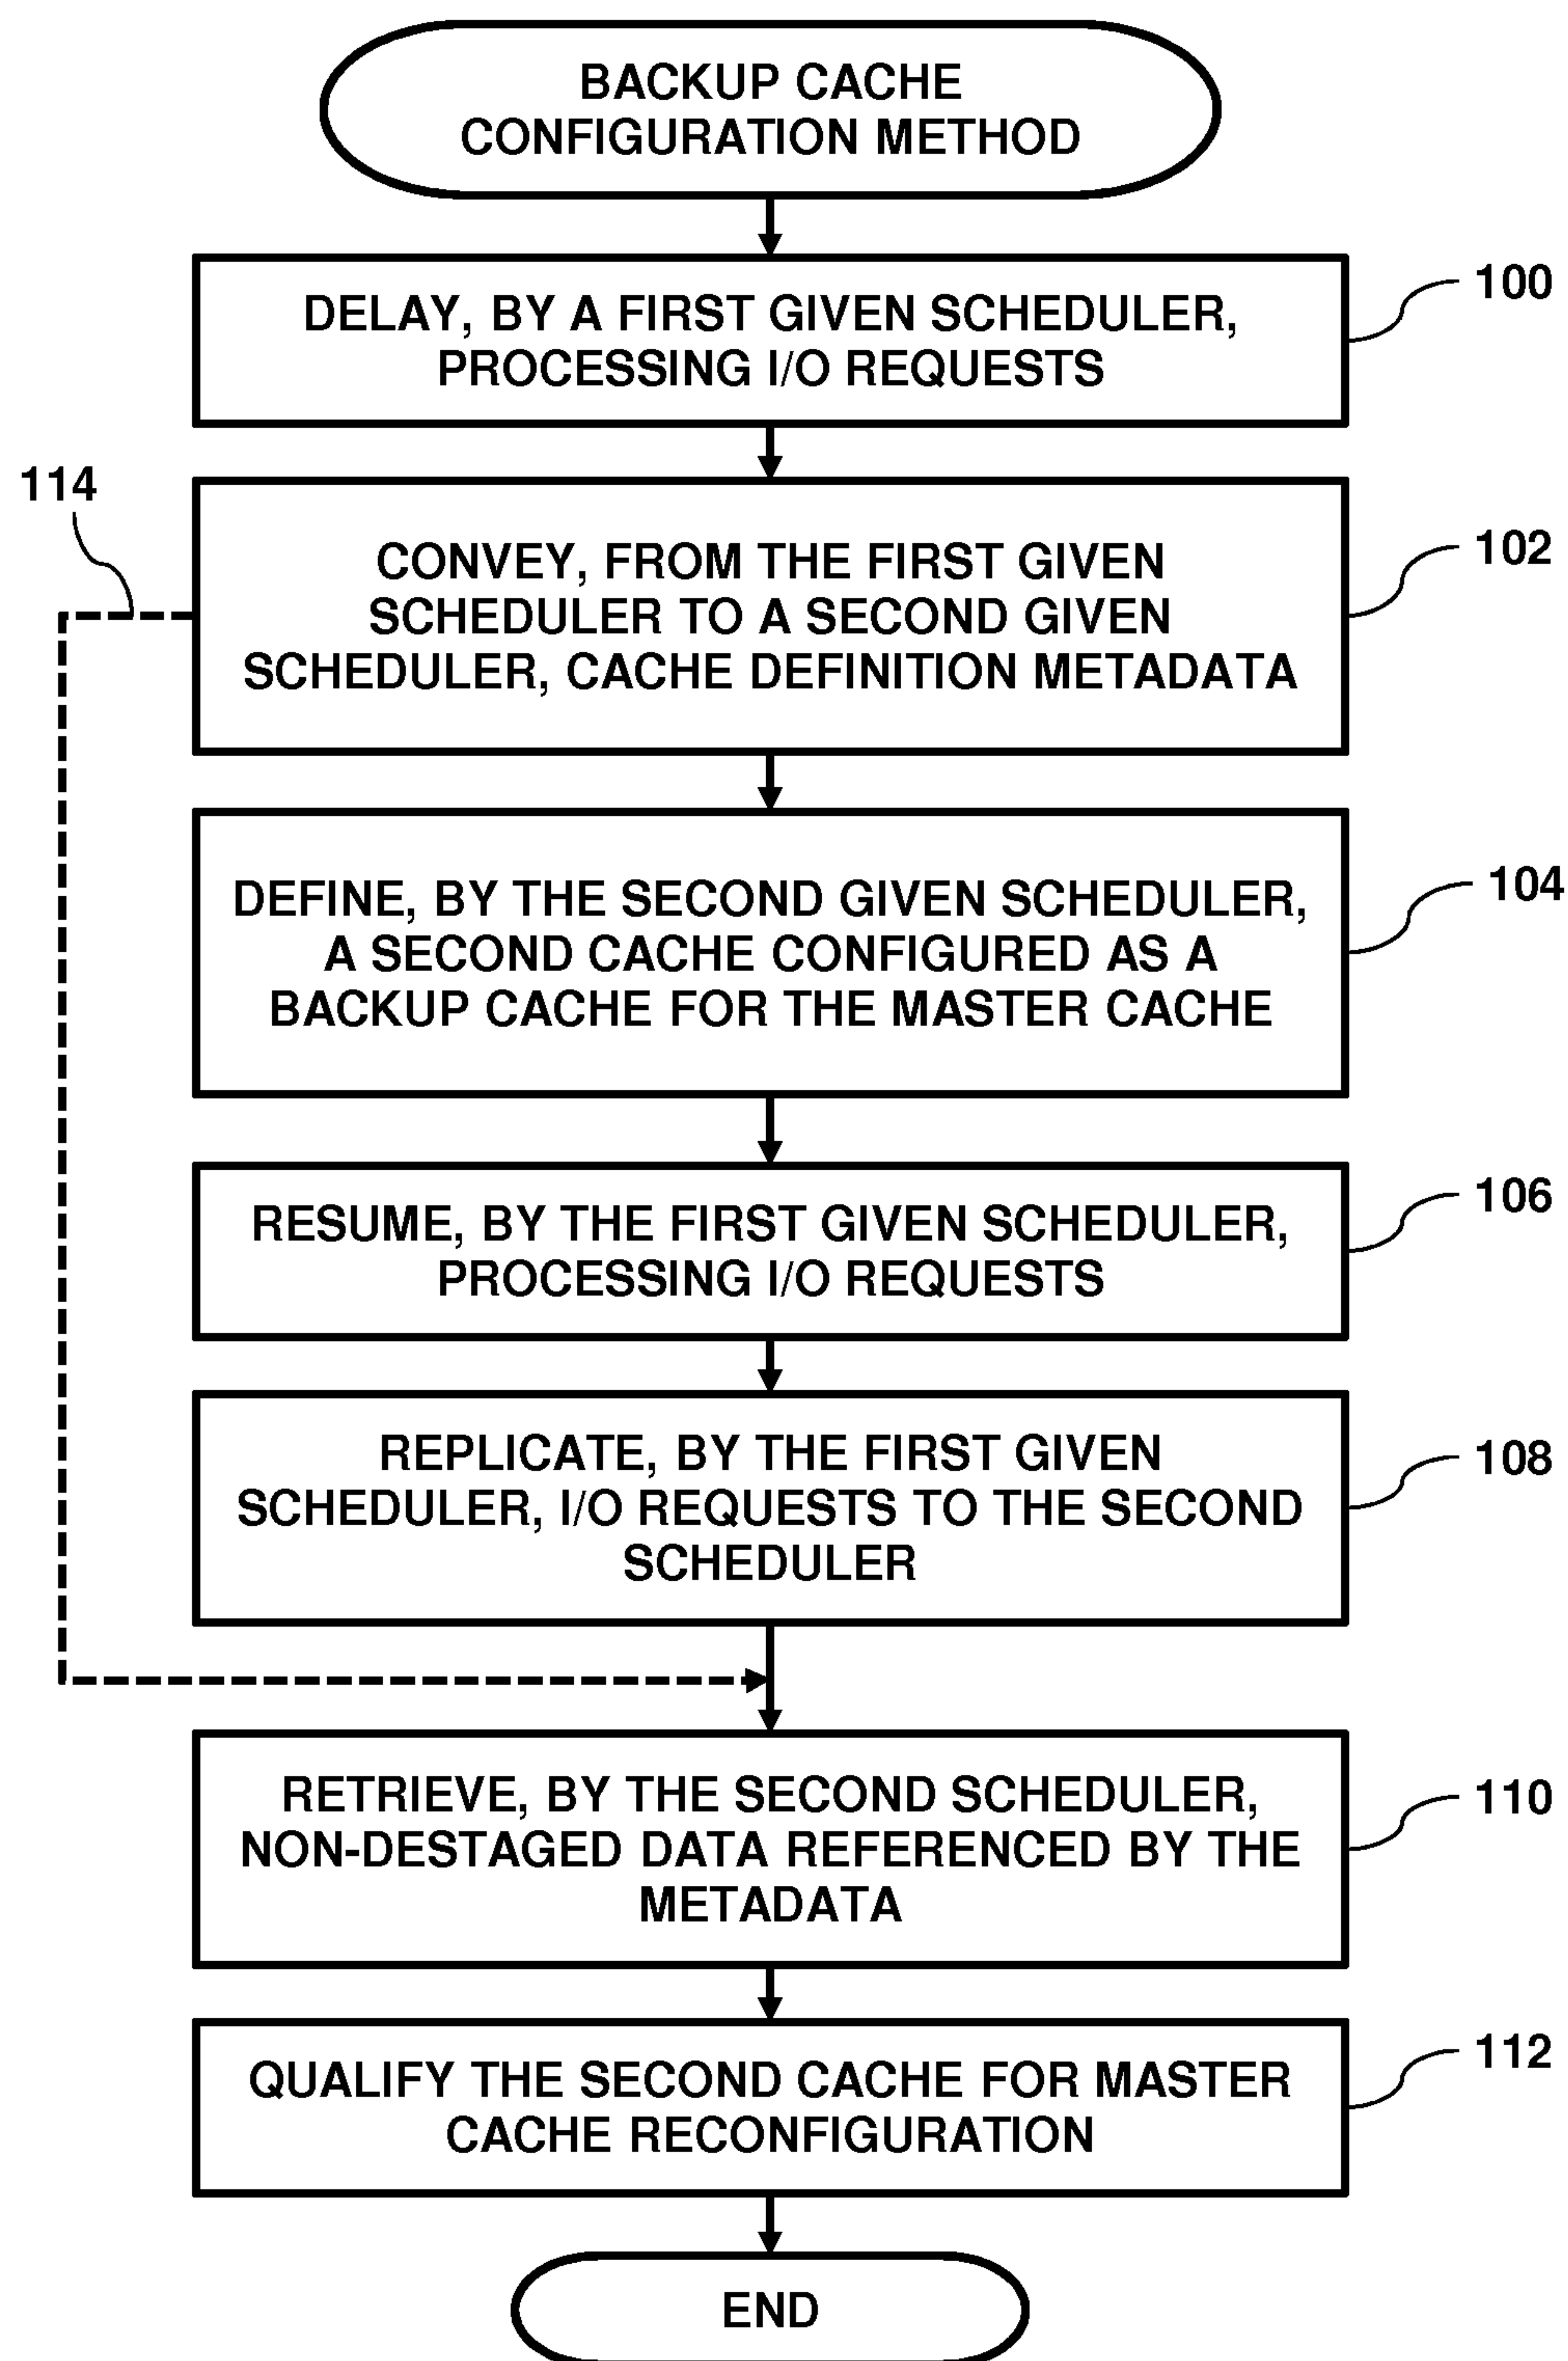 BACKUP CACHE
CONFIGURATION METHOD
DELAY, BY A FIRST GIVEN SCHEDULER,
PROCESSING I/O REQUESTS
100
114
CONVEY, FROM THE FIRST GIVEN
SCHEDULER TO A SECOND GIVEN
SCHEDULER, CACHE DEFINITION METADATA
102
DEFINE, BY THE SECOND GIVEN SCHEDULER,
A SECOND CACHE CONFIGURED AS A
BACKUP CACHE FOR THE MASTER CACHE
104
RESUME, BY THE FIRST GIVEN SCHEDULER,
PROCESSING I/O REQUESTS
106
REPLICATE, BY THE FIRST GIVEN
SCHEDULER, I/O REQUESTS TO THE SECOND
SCHEDULER
108
RETRIEVE, BY THE SECOND SCHEDULER,
NON-DESTAGED DATA REFERENCED BY THE
METADATA
110
QUALIFY THE SECOND CACHE FOR MASTER
CACHE RECONFIGURATION
112
END